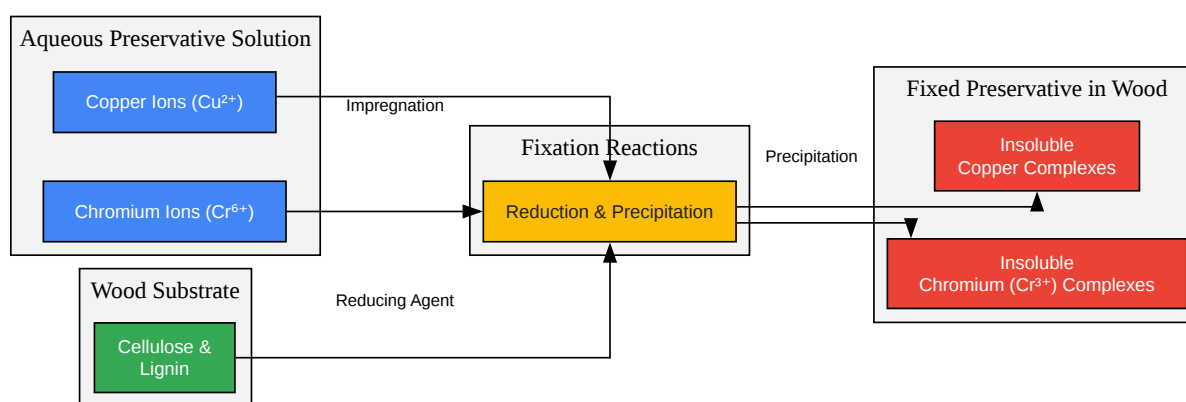 Aqueous Preservative Solution
Copper Ions (Cu²⁺)
Chromium Ions (Cr⁶⁺)
Wood Substrate
Cellulose &
Lignin
Impregnation
Reducing Agent
Fixation Reactions
Reduction & Precipitation
Precipitation
Fixed Preservative in Wood
Insoluble
Copper Complexes
Insoluble
Chromium (Cr³⁺) Complexes